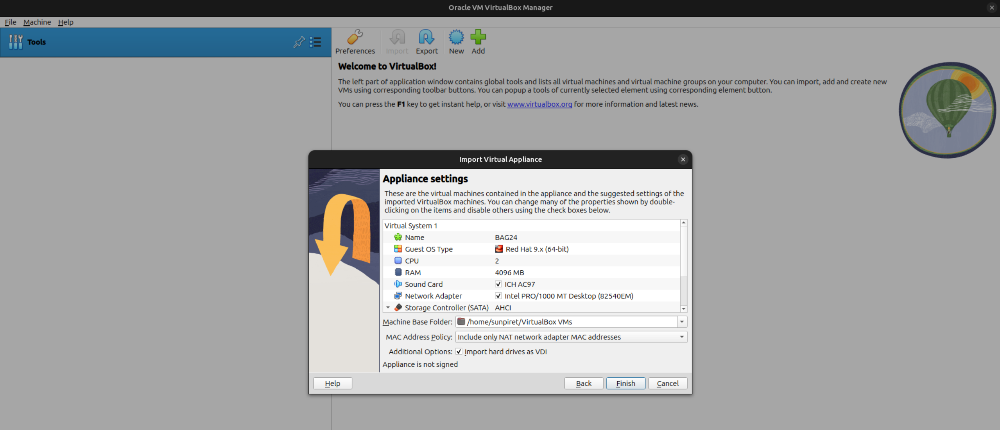 Oracle VM VirtualBox Manager
File Machine Help
Tools
Preferences Import Export New Add
Welcome to VirtualBox!
The left part of application window contains global tools and lists all virtual machines and virtual machine groups on your computer. You can import, add and create new
VMs using corresponding toolbar buttons. You can popup a tools of currently selected element using corresponding element button.
You can press the F1 key to get instant help, or visit www.virtualbox.org for more information and latest news.
Import Virtual Appliance
Appliance settings
These are the virtual machines contained in the appliance and the suggested settings of the
imported VirtualBox machines. You can change many of the properties shown by double-
clicking on the items and disable others using the check boxes below.
Virtual System 1
Name BAG24
Guest OS Type Red Hat 9.x (64-bit)
CPU 2
RAM 4096 MB
Sound Card ICH AC97
Network Adapter Intel PRO/1000 MT Desktop (82540EM)
Storage Controller (SATA) AHCI
Machine Base Folder: /home/sunpiret/VirtualBox VMs
MAC Address Policy: Include only NAT network adapter MAC addresses
Additional Options: Import hard drives as VDI
Appliance is not signed
Help Back Finish Cancel